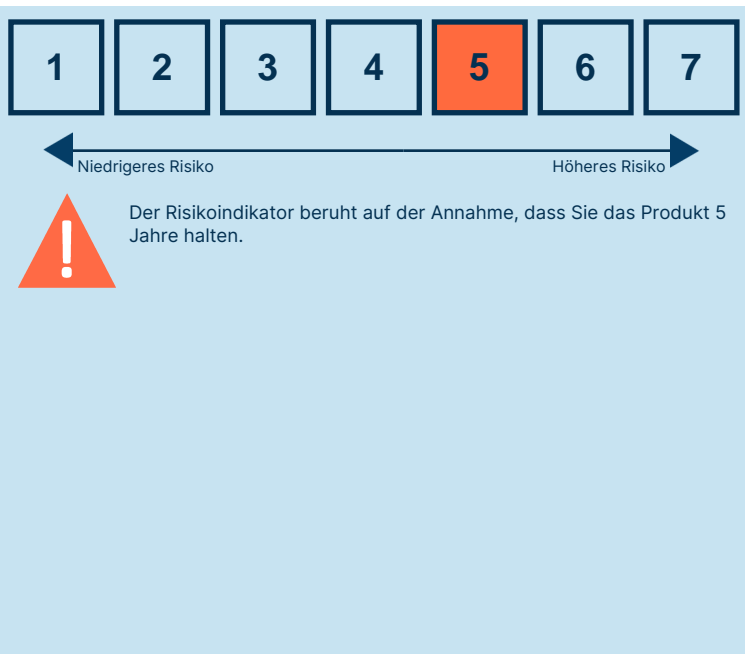 1 2 3 4 5 6 7
Niedrigeres Risiko Höheres Risiko
Der Risikoindikator beruht auf der Annahme, dass Sie das Produkt 5
Jahre halten.